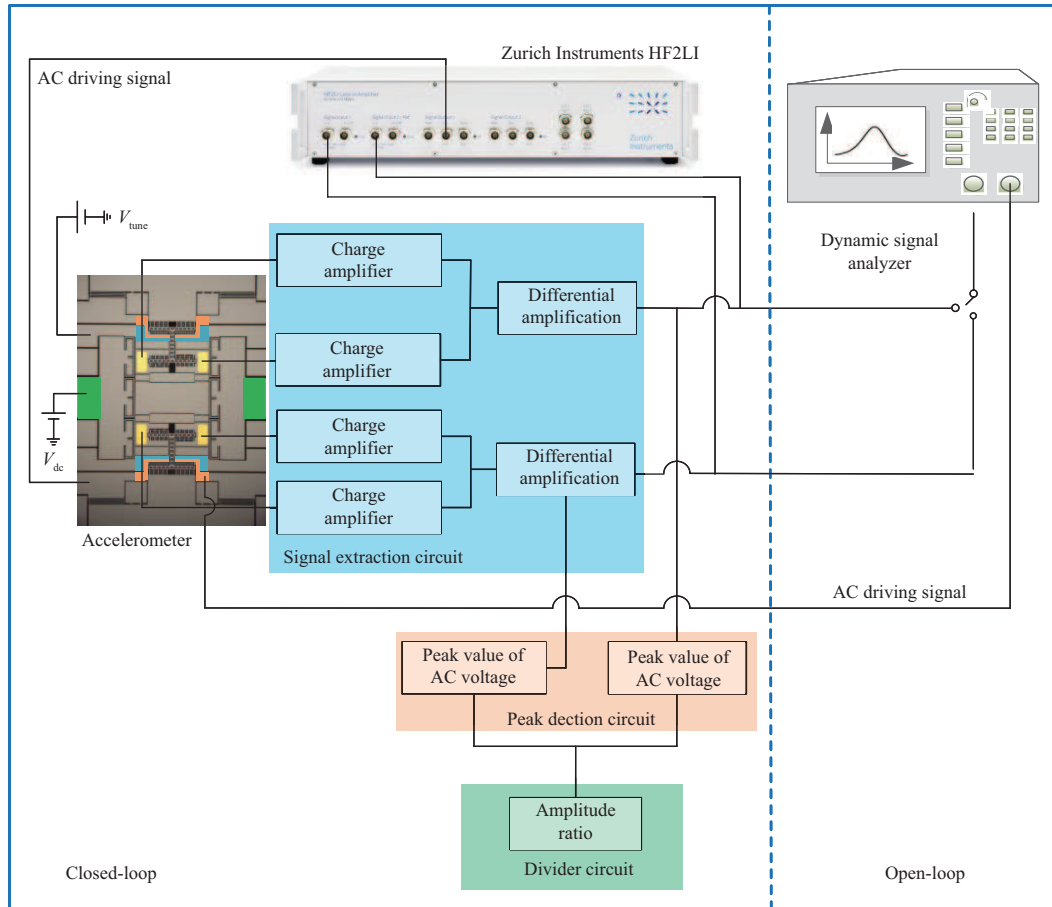 Zurich Instruments HF2LI
AC driving signal
Zurich
Instruments
V_tune
Charge
amplifier
Differential
amplification
Dynamic signal
analyzer
Charge
amplifier
Charge
amplifier
Differential
amplification
V_dc
Charge
amplifier
Accelerometer
Signal extraction circuit
AC driving signal
Peak value of
AC voltage
Peak value of
AC voltage
Peak dection circuit
Amplitude
ratio
Divider circuit
Closed-loop
Open-loop